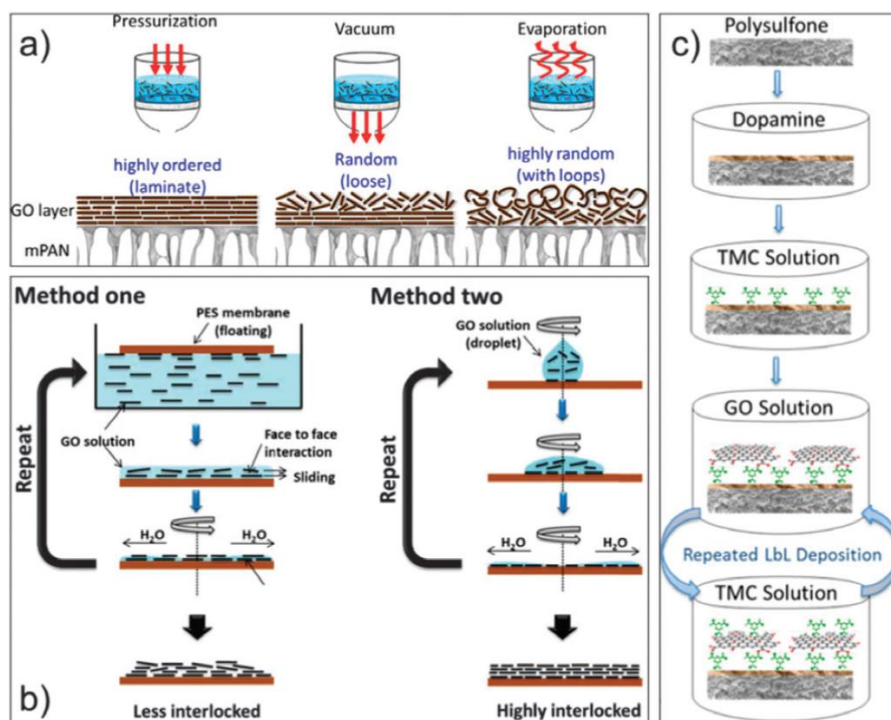 a)
Pressurization
Vacuum
Evaporation
highly ordered
(laminate)
Random
(loose)
highly random
(with loops)
GO layer
mPAN
Method one
PES membrane
(floating)
GO solution
Face to face
interaction
Sliding
Repeat
H₂O
H₂O
Less interlocked
b)
Method two
GO solution
(droplet)
Repeat
H₂O
H₂O
Highly interlocked
c)
Polysulfone
Dopamine
TMC Solution
GO Solution
Repeated LbL Deposition
TMC Solution